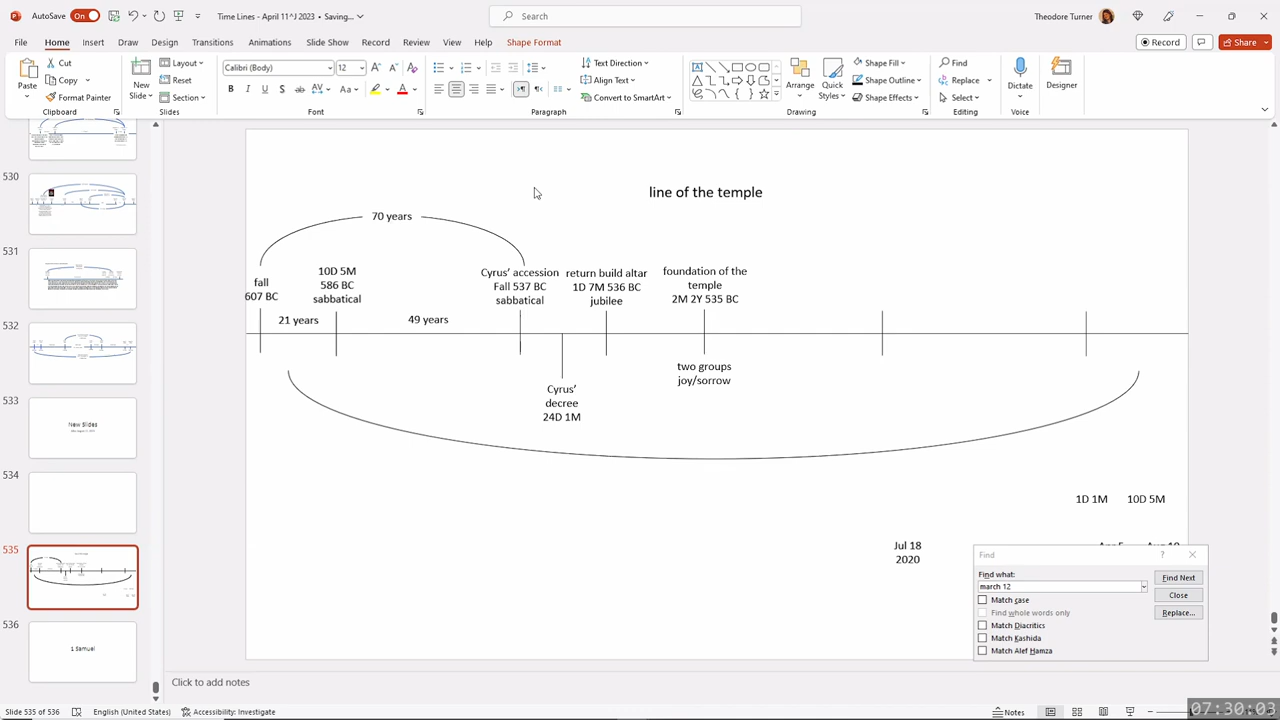 AutoSave On
Time Lines - April 11^J 2023 • Saving...
Search
Theodore Turner
File Home Insert Draw Design Transitions Animations Slide Show Record Review View Help Shape Format
Record Share
Paste
Cut
Copy
Format Painter
Clipboard
New
Slide
Layout
Reset
Section
Slides
Calibri (Body) 12
Font
Paragraph
Text Direction
Align Text
Convert to SmartArt
Arrange
Quick
Styles
Shape Fill
Shape Outline
Shape Effects
Drawing
Find
Replace
Select
Editing
Dictate
Voice
Designer
530
531
532
533
New Slides
534
535
536
1 Samuel
line of the temple
70 years
fall
607 BC
10D 5M
586 BC
sabbatical
Cyrus' accession
Fall 537 BC
sabbatical
return build altar
1D 7M 536 BC
jubilee
foundation of the
temple
2M 2Y 535 BC
21 years
49 years
two groups
joy/sorrow
Cyrus'
decree
24D 1M
1D 1M 10D 5M
Jul 18
2020
Find
Find what:
march 12
Find Next
Close
Replace...
Match case
Find whole words only
Match Diacritics
Match Kashida
Match Alef Hamza
Click to add notes
Slide 535 of 536 English (United States) Accessibility: Investigate
Notes
07:30:03